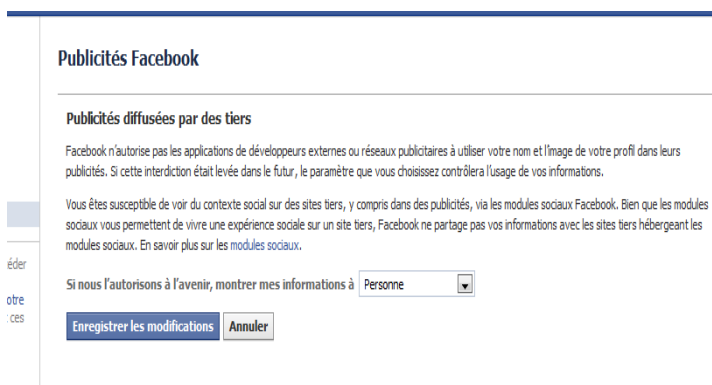 Publicités Facebook
Publicités diffusées par des tiers
Facebook n'autorise pas les applications de développeurs externes ou réseaux publicitaires à utiliser votre nom et l'image de votre profil dans leurs
publicités. Si cette interdiction était levée dans le futur, le paramètre que vous choisissez contrôlera l'usage de vos informations.
Vous êtes susceptible de voir du contexte social sur des sites tiers, y compris dans des publicités, via les modules sociaux Facebook. Bien que les modules
sociaux vous permettent de vivre une expérience sociale sur un site tiers, Facebook ne partage pas vos informations avec les sites tiers hébergeant les
modules sociaux. En savoir plus sur les modules sociaux.
éder
Si nous l'autorisons à l'avenir, montrer mes informations à Personne
otre
ces
Enregistrer les modifications Annuler